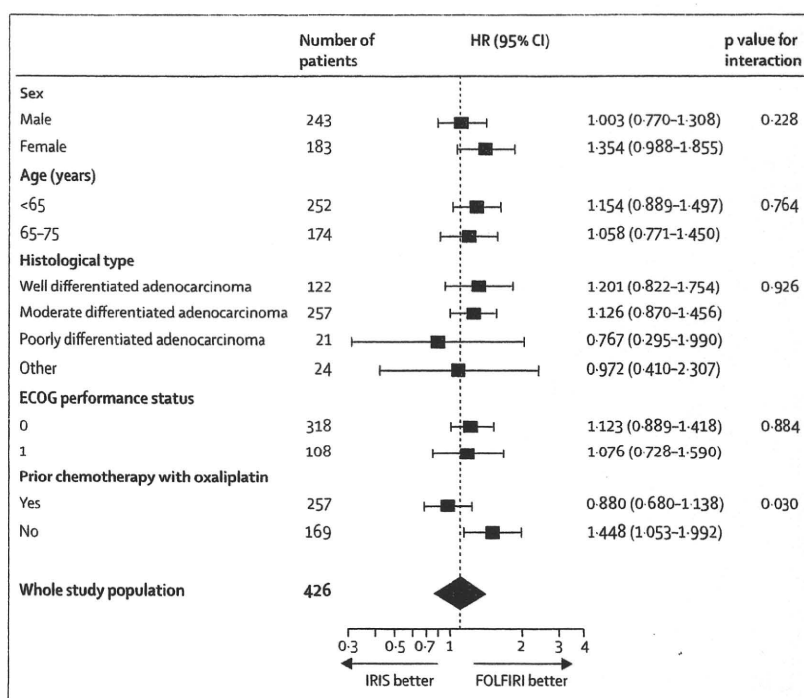 Number of patients HR (95% CI) p value for interaction
Sex
Male 243 1·003 (0·770–1·308) 0·228
Female 183 1·354 (0·988–1·855)
Age (years)
<65 252 1·154 (0·889–1·497) 0·764
65–75 174 1·058 (0·771–1·450)
Histological type
Well differentiated adenocarcinoma 122 1·201 (0·822–1·754) 0·926
Moderate differentiated adenocarcinoma 257 1·126 (0·870–1·456)
Poorly differentiated adenocarcinoma 21 0·767 (0·295–1·990)
Other 24 0·972 (0·410–2·307)
ECOG performance status
0 318 1·123 (0·889–1·418) 0·884
1 108 1·076 (0·728–1·590)
Prior chemotherapy with oxaliplatin
Yes 257 0·880 (0·680–1·138) 0·030
No 169 1·448 (1·053–1·992)
Whole study population 426
0·3 0·5 0·7 1 2 3 4
IRIS better FOLFIRI better